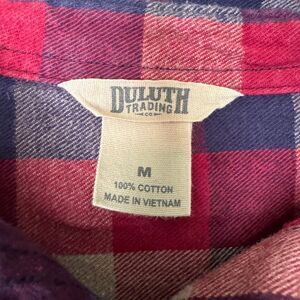 DULUTH
TRADING
CO
M
100% COTTON
MADE IN VIETNAM